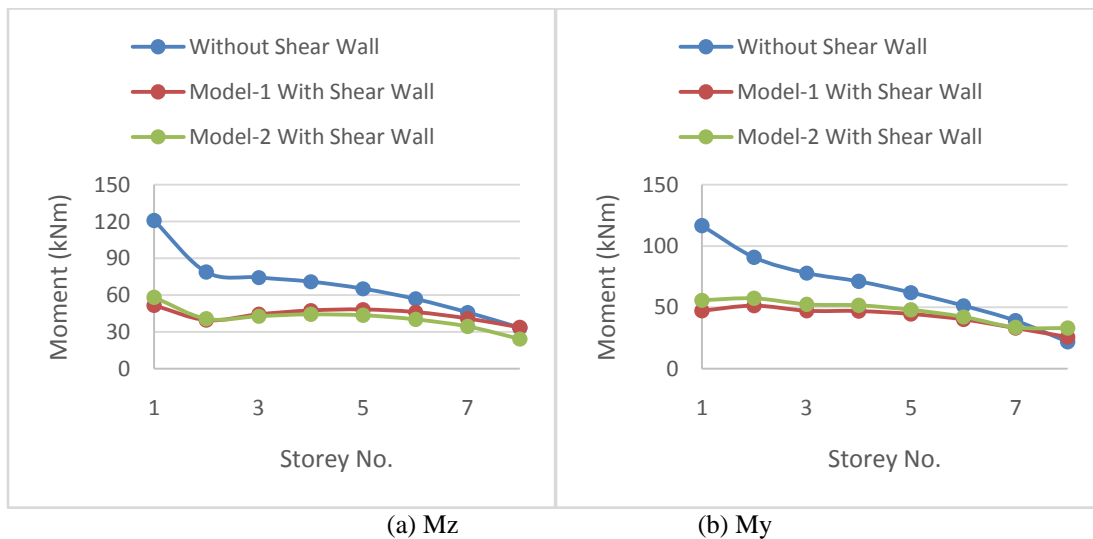 Without Shear Wall
Model-1 With Shear Wall
Model-2 With Shear Wall
Moment (kNm)
150
120
90
60
30
0
1 3 5 7
Storey No.
Without Shear Wall
Model-1 With Shear Wall
Model-2 With Shear Wall
Moment (kNm)
150
100
50
0
1 3 5 7
Storey No.
(a) Mz (b) My